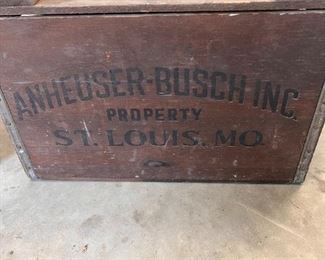 ANHEUSER-BUSCH INC.
PROPERTY
ST. LOUIS. MO.